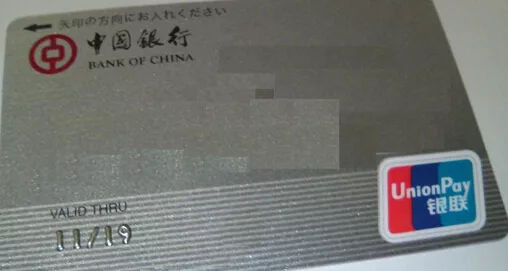 矢印の方向にお入れください
中国銀行
BANK OF CHINA
VALID THRU
11/19
UnionPay
银联